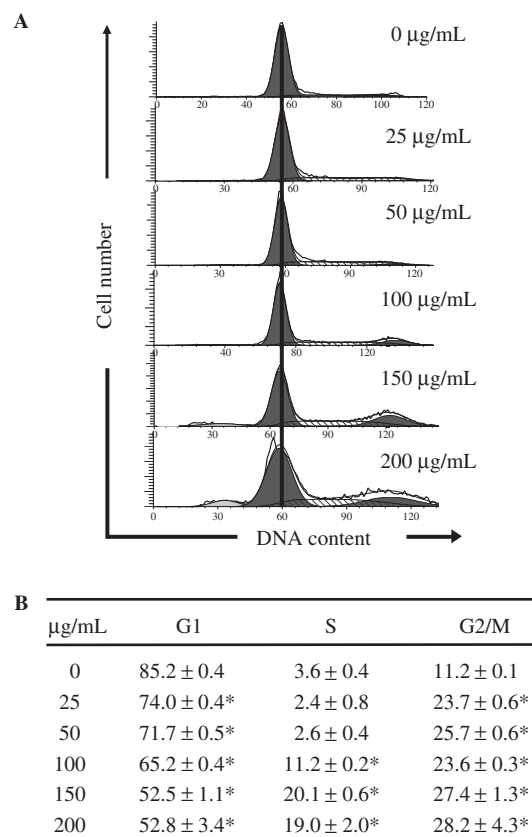 A
0 μg/mL
0 30 60 80 100 120
25 μg/mL
0 30 60 90 120
50 μg/mL
0 30 60 90 120
100 μg/mL
0 40 80 120
150 μg/mL
0 30 60 90 120
200 μg/mL
0 30 60 90 120
Cell number
DNA content
B
μg/mL G1 S G2/M
0 85.2 ± 0.4 3.6 ± 0.4 11.2 ± 0.1
25 74.0 ± 0.4* 2.4 ± 0.8 23.7 ± 0.6*
50 71.7 ± 0.5* 2.6 ± 0.4 25.7 ± 0.6*
100 65.2 ± 0.4* 11.2 ± 0.2* 23.6 ± 0.3*
150 52.5 ± 1.1* 20.1 ± 0.6* 27.4 ± 1.3*
200 52.8 ± 3.4* 19.0 ± 2.0* 28.2 ± 4.3*